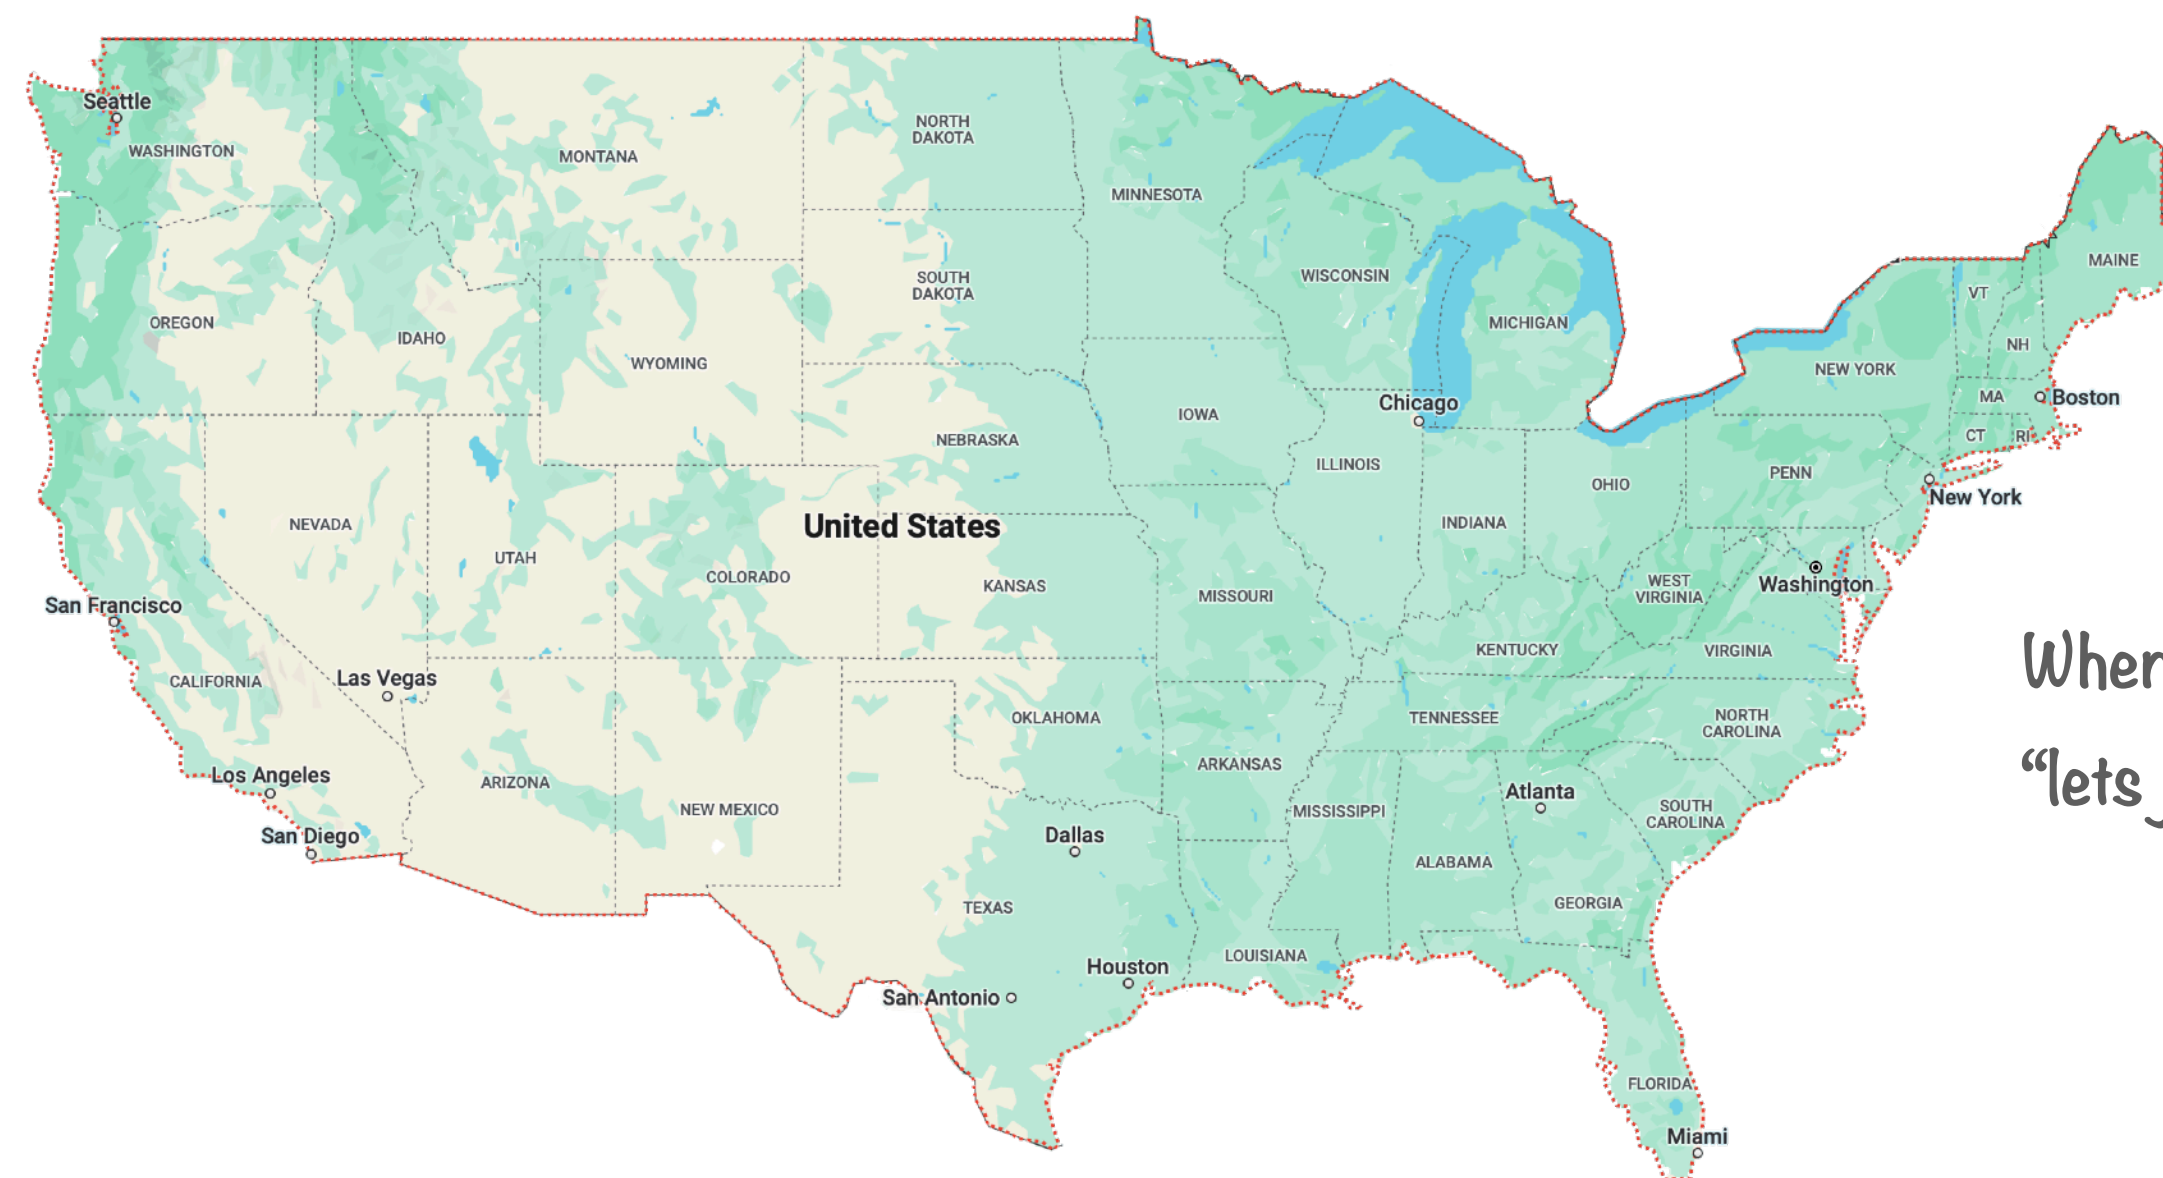 Seattle
WASHINGTON
MONTANA
NORTH
DAKOTA
MINNESOTA
SOUTH
DAKOTA
WISCONSIN
MICHIGAN
MAINE
VT
NH
OREGON
IDAHO
WYOMING
NEW YORK
MA
Boston
CT
RI
Chicago
IOWA
NEBRASKA
ILLINOIS
INDIANA
OHIO
PENN
New York
NEVADA
UTAH
COLORADO
United States
KANSAS
MISSOURI
WEST
VIRGINIA
Washington
KENTUCKY
VIRGINIA
San Francisco
CALIFORNIA
Las Vegas
Los Angeles
San Diego
ARIZONA
NEW MEXICO
OKLAHOMA
ARKANSAS
TENNESSEE
NORTH
CAROLINA
MISSISSIPPI
Atlanta
SOUTH
CAROLINA
ALABAMA
GEORGIA
Dallas
TEXAS
Houston
San Antonio
LOUISIANA
FLORIDA
Miami
“lets